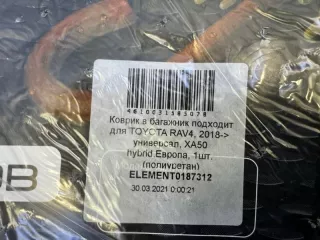 4610031585078
Коврик в багажник подходит
для TOYOTA RAV4, 2018->
универсал, XA50
hybrid.Европа, 1шт.
(полиуретан)
ELEMENT0187312
30.03.2021 0:00:21